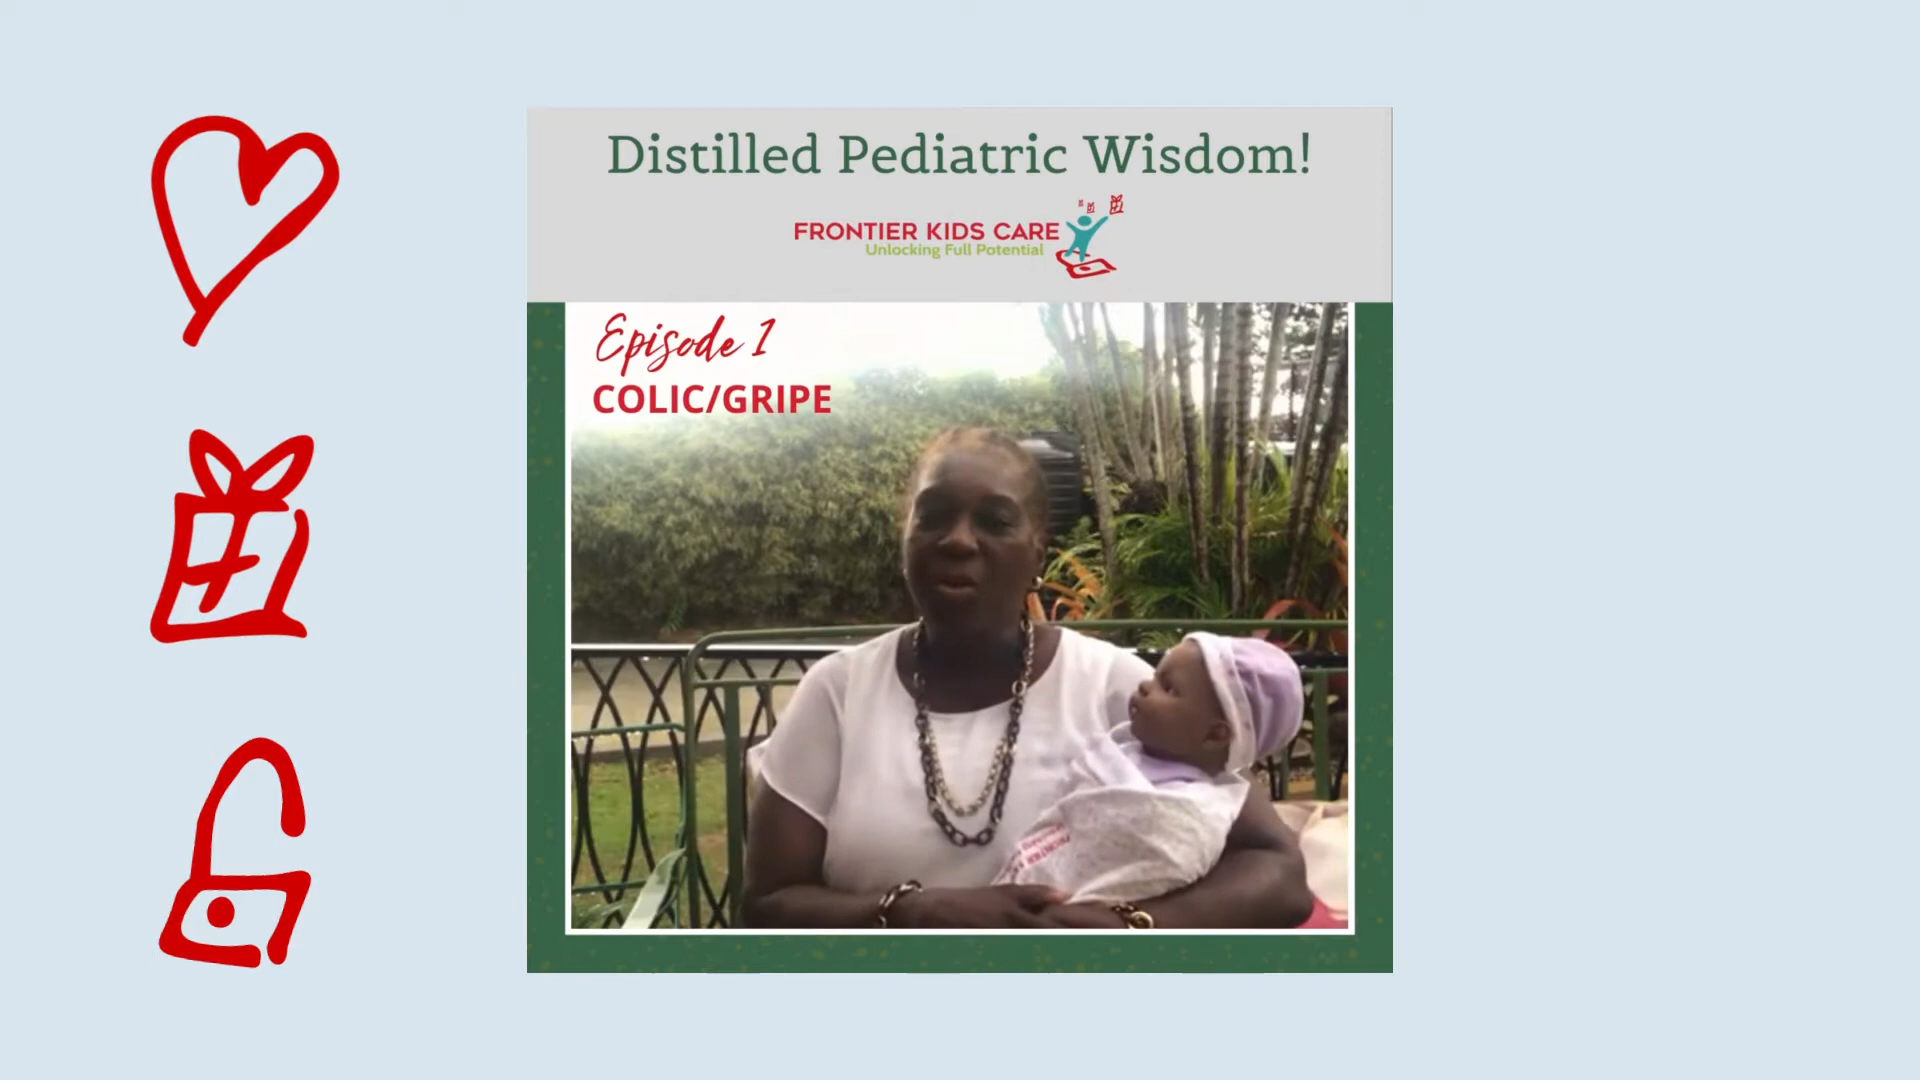 Distilled Pediatric Wisdom!
FRONTIER KIDS CARE
Unlocking Full Potential
Episode 1
COLIC/GRIPE